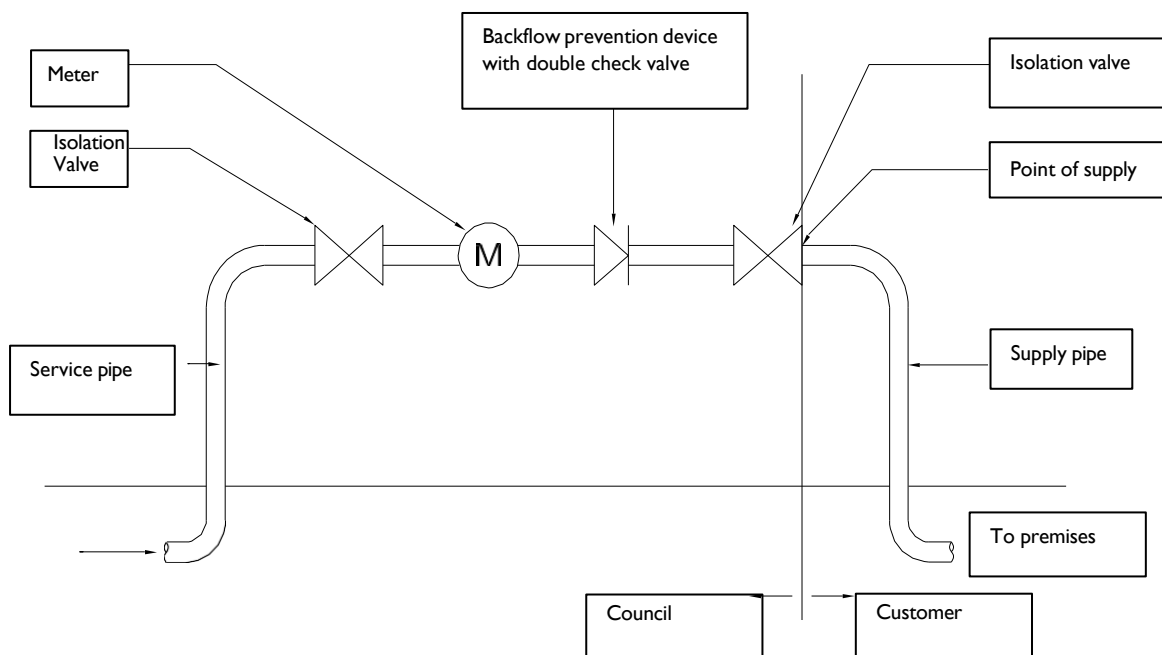 Backflow prevention device
with double check valve
Meter
Isolation valve
Isolation
Valve
Point of supply
M
Service pipe
Supply pipe
To premises
Council
Customer